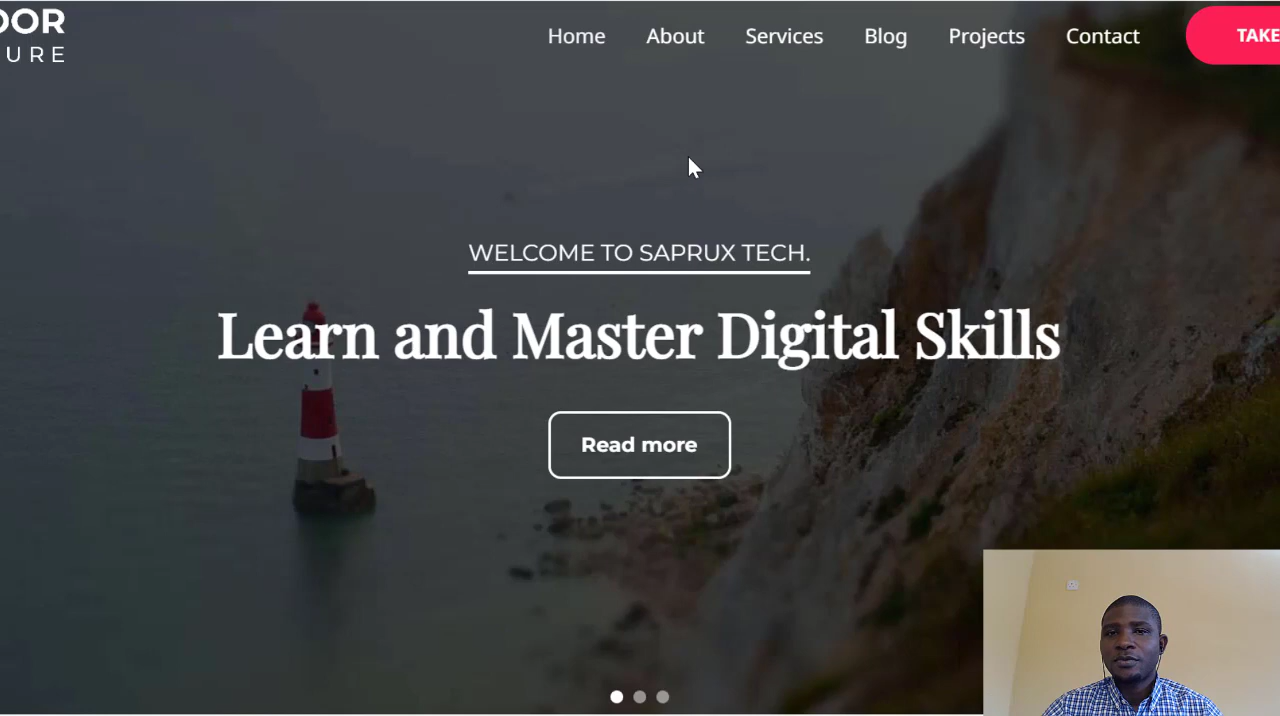 OOR
URE
Home About Services Blog Projects Contact TAKE
WELCOME TO SAPRUX TECH.
Learn and Master Digital Skills
Read more